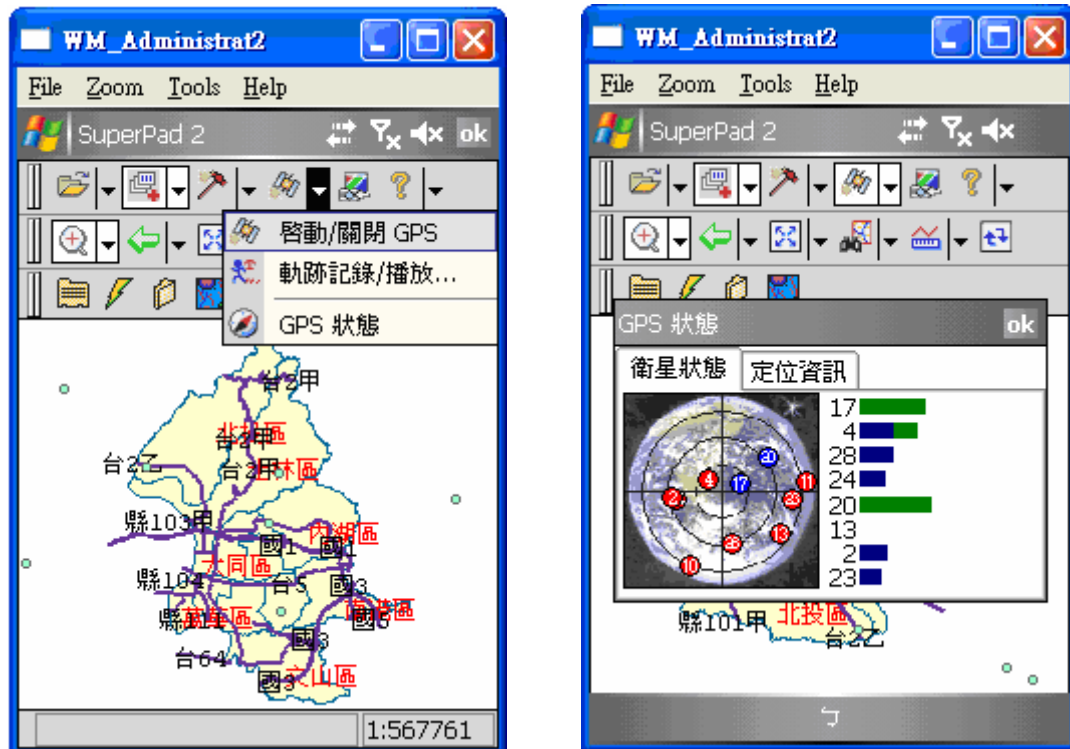 WM_Administrat2
File Zoom Tools Help
SuperPad 2 ok
啓動/關閉 GPS
軌跡記錄/播放...
GPS 狀態
台2甲
北投區
台2甲
台2乙
台2甲
士林區
縣103甲
內湖區
國1 國1
大同區
縣104
台5
國3
萬華區
縣111
南港區
國5
國3
台64
國3
文山區
1:567761
WM_Administrat2
File Zoom Tools Help
SuperPad 2
GPS 狀態 ok
衛星狀態 定位資訊
17
4
28
24
20
13
2
23
20
4
17
11
2
23
13
28
10
縣101甲
北投區
台2乙
ㄅ